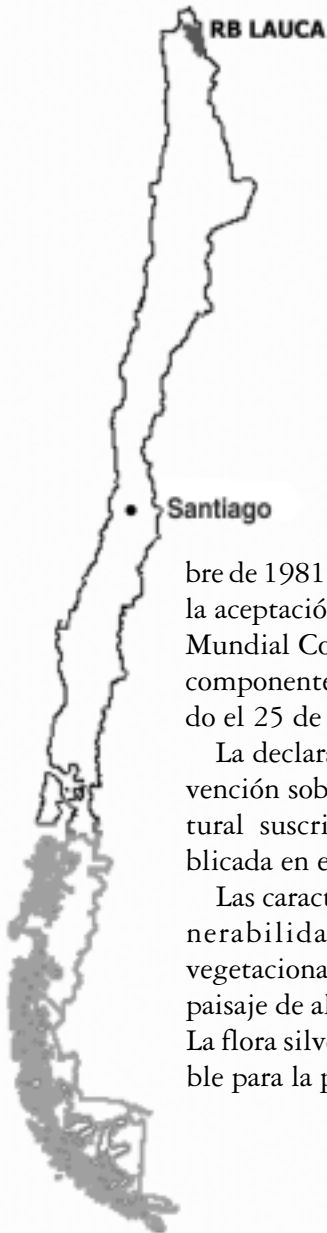 RB LAUCA
Santiago
bre de 1981
la aceptació
Mundial Co
componente
do el 25 de
La declara
vención sob
tural suscri
blicada en e
Las caract
nerabilida
vegetaciona
paisaje de al
La flora silve
ble para la p